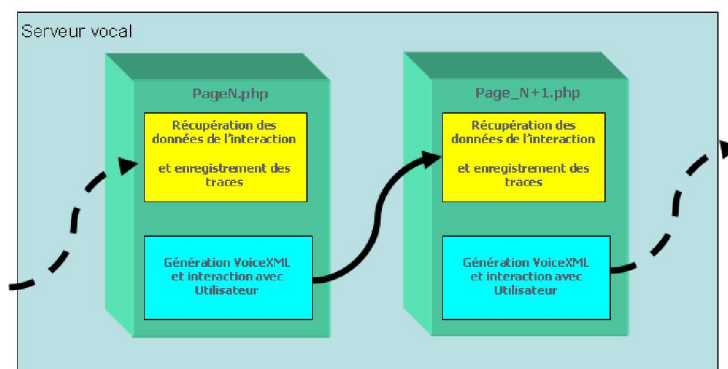 Serveur vocal
PageN.php
Récupération des
données de l'interaction
et enregistrement des
traces
Génération VoiceXML
et interaction avec
Utilisateur
Page_N+1.php
Récupération des
données de l'interaction
et enregistrement des
traces
Génération VoiceXML
et interaction avec
Utilisateur